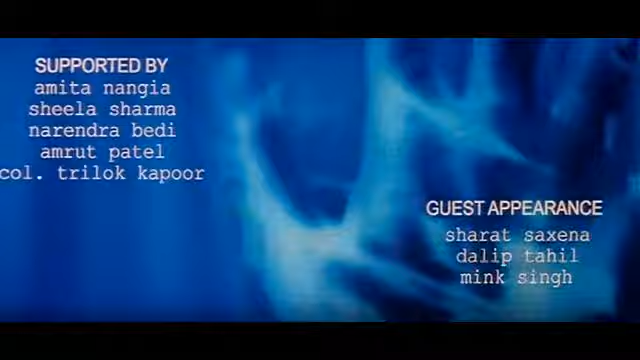 SUPPORTED BY
amita nangia
sheela sharma
narendra bedi
amrut patel
col. trilok kapoor
GUEST APPEARANCE
sharat saxena
dalip tahil
mink singh